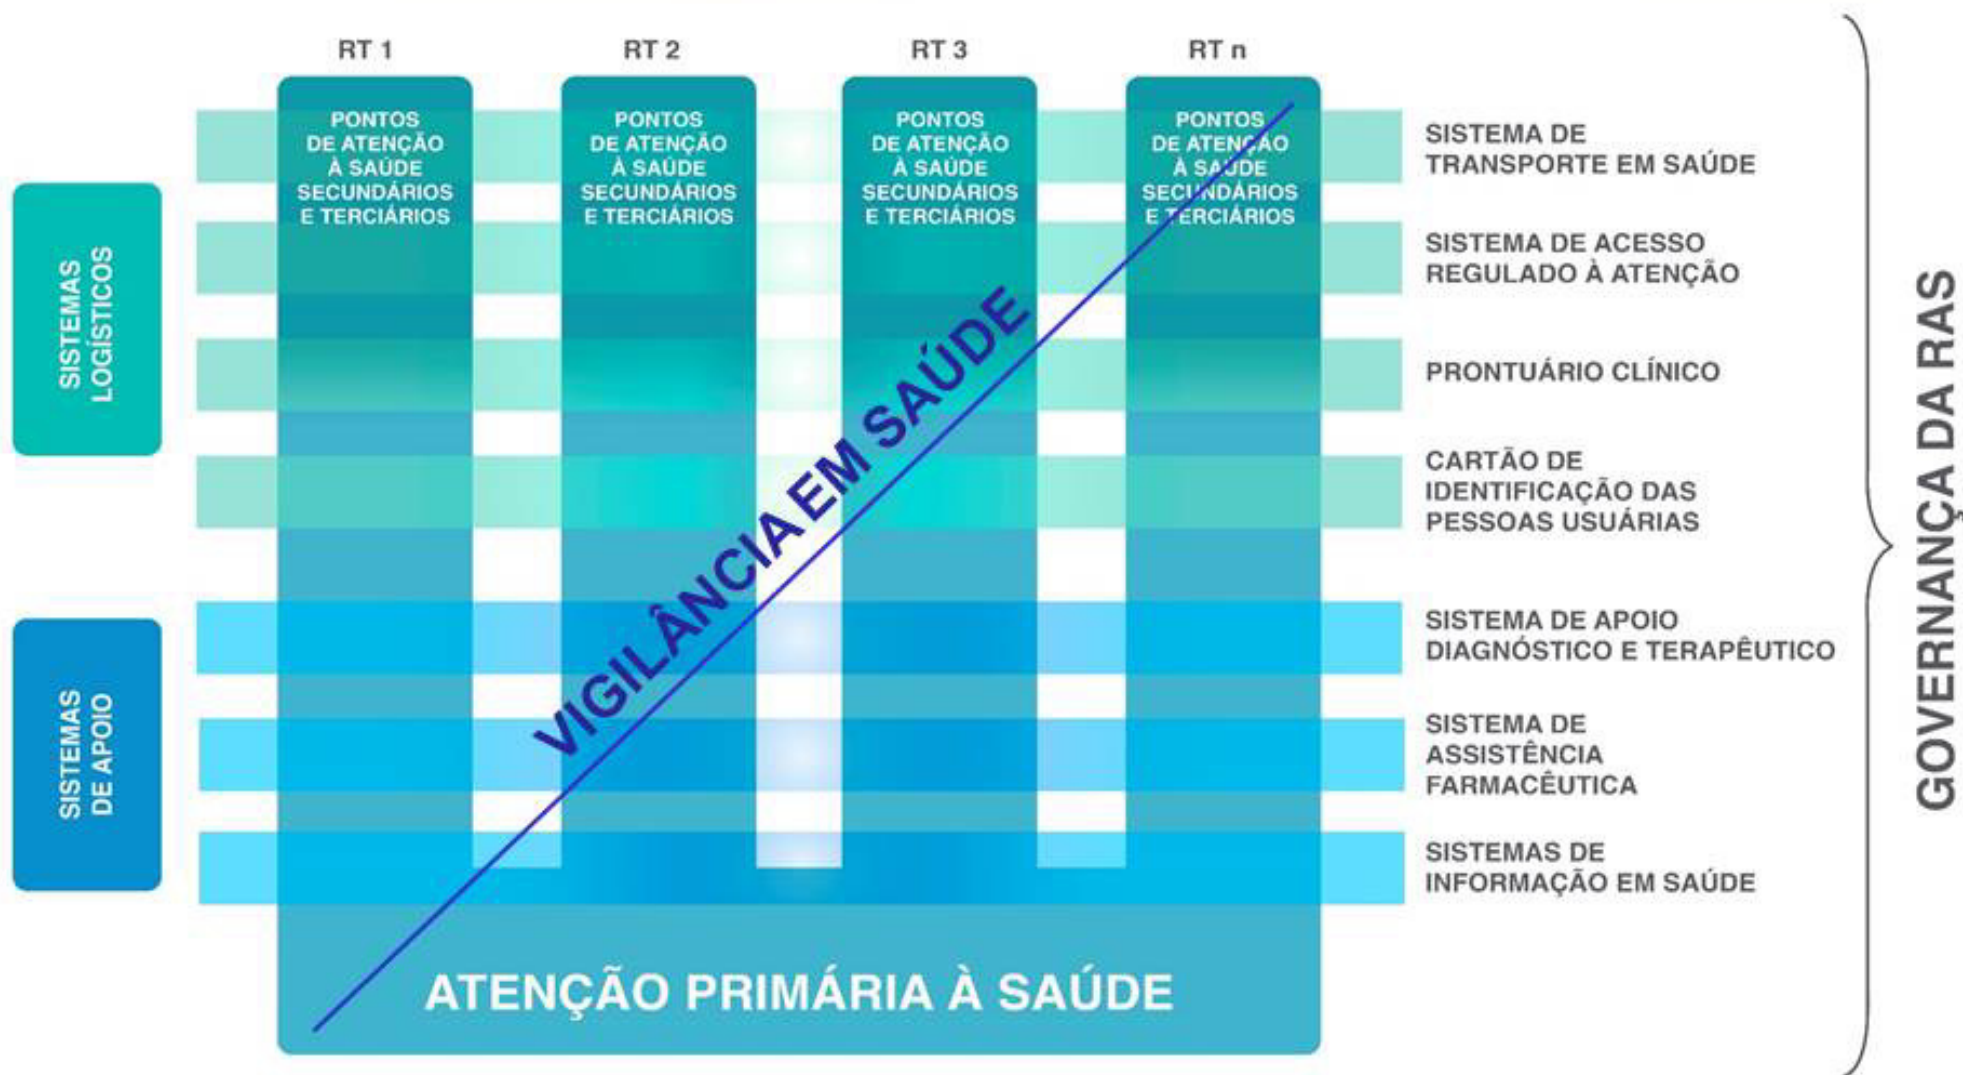 RT 1
RT 2
RT 3
RT n
PONTOS
DE ATENÇÃO
À SAÚDE
SECUNDÁRIOS
E TERCIÁRIOS
PONTOS
DE ATENÇÃO
À SAÚDE
SECUNDÁRIOS
E TERCIÁRIOS
PONTOS
DE ATENÇÃO
À SAÚDE
SECUNDÁRIOS
E TERCIÁRIOS
PONTOS
DE ATENÇÃO
À SAÚDE
SECUNDÁRIOS
E TERCIÁRIOS
SISTEMAS
LOGÍSTICOS
SISTEMAS
DE APOIO
VIGILÂNCIA EM SAÚDE
SISTEMA DE
TRANSPORTE EM SAÚDE
SISTEMA DE ACESSO
REGULADO À ATENÇÃO
PRONTUÁRIO CLÍNICO
CARTÃO DE
IDENTIFICAÇÃO DAS
PESSOAS USUÁRIAS
SISTEMA DE APOIO
DIAGNÓSTICO E TERAPÊUTICO
SISTEMA DE
ASSISTÊNCIA
FARMACÊUTICA
SISTEMAS DE
INFORMAÇÃO EM SAÚDE
ATENÇÃO PRIMÁRIA À SAÚDE
GOVERNANÇA DA RAS